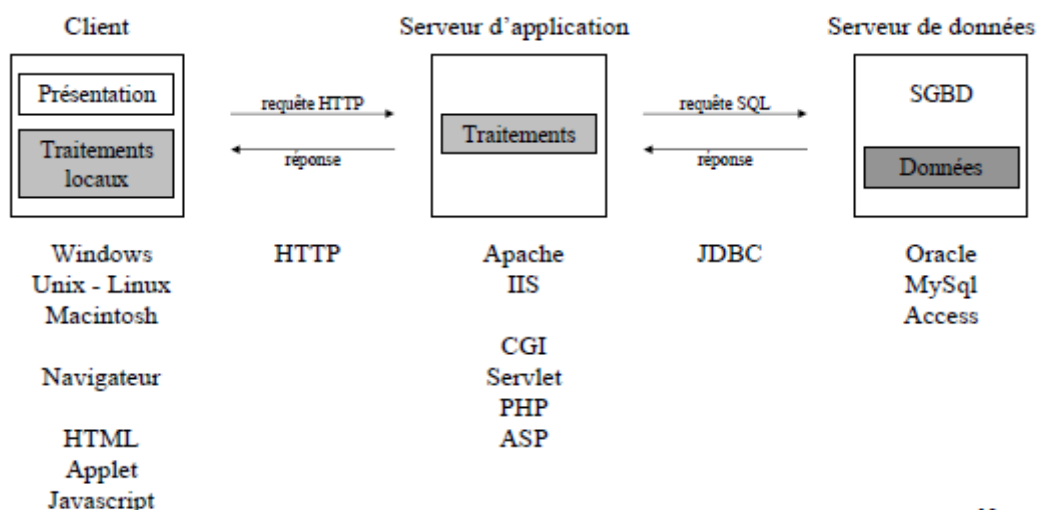 Client
Serveur d'application
Serveur de données
Présentation
Traitements
locaux
requête HTTP
réponse
Traitements
requête SQL
réponse
SGBD
Données
Windows
Unix - Linux
Macintosh
Navigateur
HTML
Applet
Javascript
HTTP
Apache
IIS
CGI
Servlet
PHP
ASP
JDBC
Oracle
MySql
Access